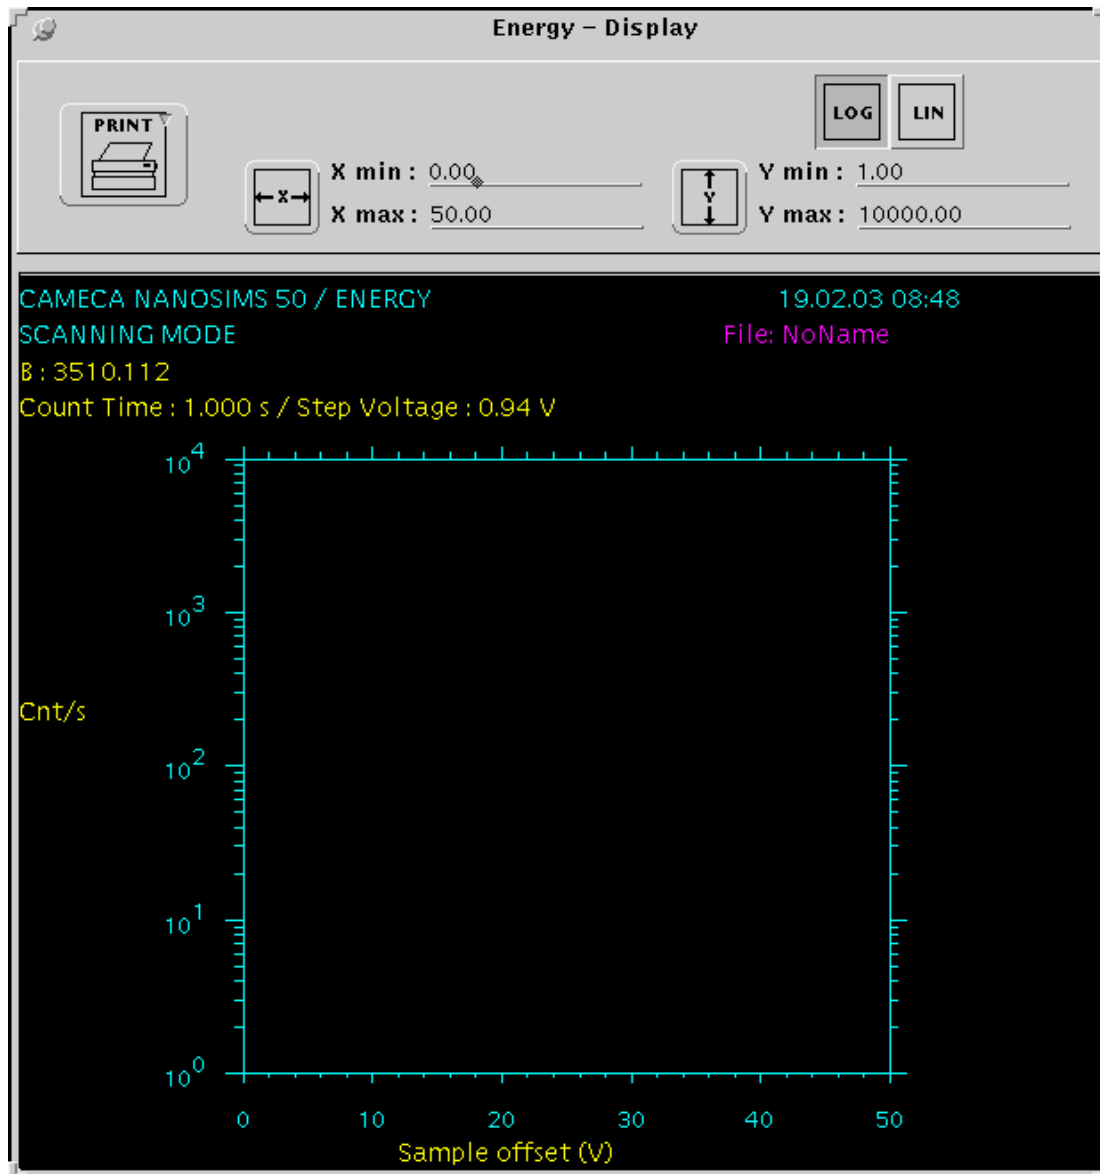 Energy – Display
PRINT
LOG LIN
X
X min : 0.00
X max : 50.00
Y
Y min : 1.00
Y max : 10000.00
CAMECA NANOSIMS 50 / ENERGY 19.02.03 08:48
SCANNING MODE File: NoName
B : 3510.112
Count Time : 1.000 s / Step Voltage : 0.94 V
10⁴
10³
Cnt/s
10²
10¹
10⁰
0 10 20 30 40 50
Sample offset (V)